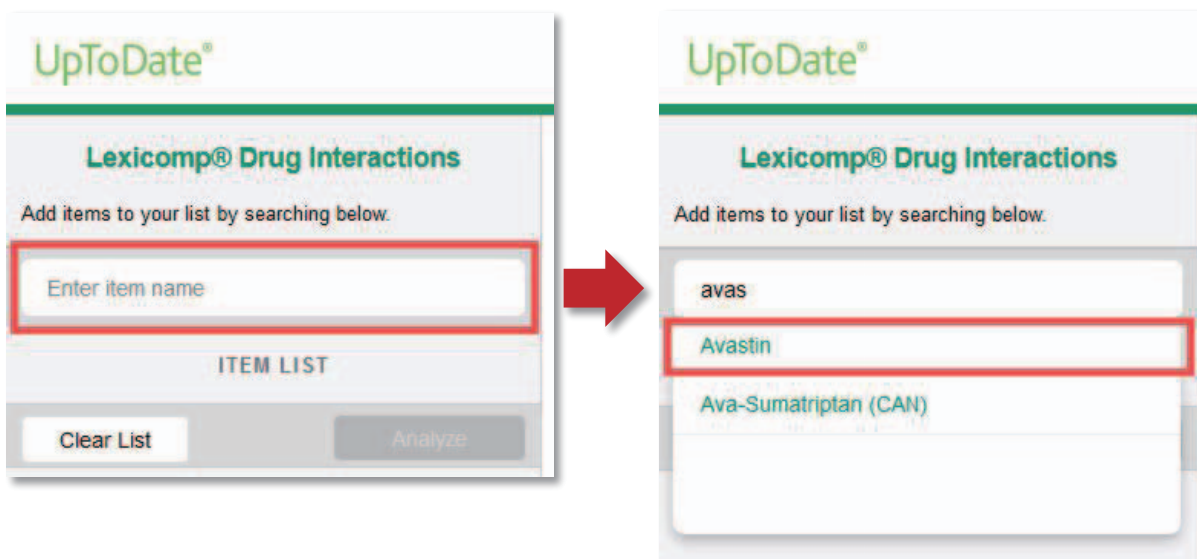 UpToDate®
Lexicomp® Drug Interactions
Add items to your list by searching below.
Enter item name
ITEM LIST
Clear List
Analyze
UpToDate®
Lexicomp® Drug Interactions
Add items to your list by searching below.
avas
Avastin
Ava-Sumatriptan (CAN)